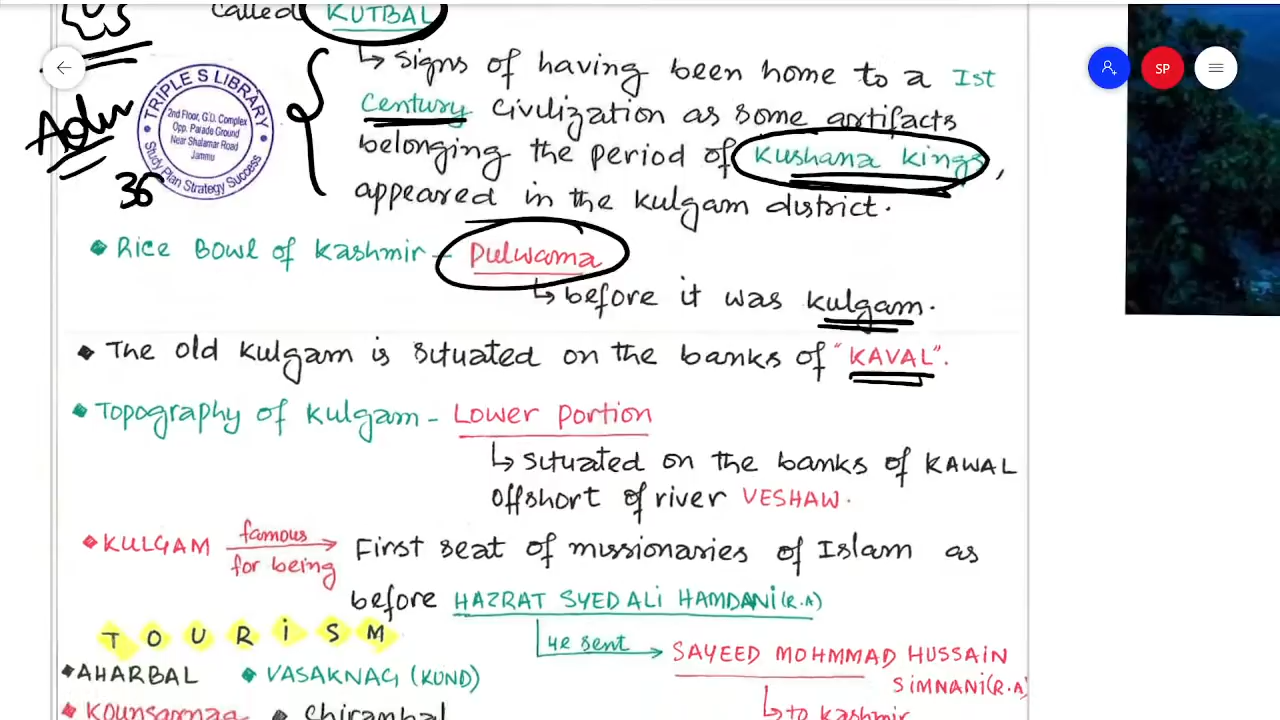 called KUTBAL
↳ signs of having been home to a Ist
Century Civilization as some artifacts
belonging the period of Kushana kings,
appeared in the kulgam district.
TRIPLE S LIBRARY
2nd Floor, G.D. Complex
Opp. Parade Ground
Near Shalamar Road
Jammu
Study Plan Strategy Success
• Rice Bowl of Kashmir - Pulwama
↳ before it was kulgam.
• The old kulgam is situated on the banks of "KAVAL".
• Topography of Kulgam - Lower portion
↳ situated on the banks of KAWAL
offshort of river VESHAW.
• KULGAM famous for being → First seat of missionaries of Islam as
before HAZRAT SYED ALI HAMDANI (R.A)
↳ He sent → SAYEED MOHMMAD HUSSAIN
SIMNANI (R.A)
↳ to Kashmir
TOURISM
• AHARBAL • VASAKNAG (KUND)
• Kounsarnag • Chirambal
SP